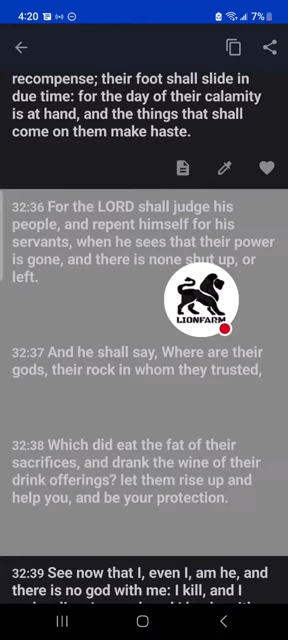 4:20
7%
recompense; their foot shall slide in
due time: for the day of their calamity
is at hand, and the things that shall
come on them make haste.
32:36 For the LORD shall judge his
people, and repent himself for his
servants, when he sees that their power
is gone, and there is none shut up, or
left.
LIONFARM
32:37 And he shall say, Where are their
gods, their rock in whom they trusted,
32:38 Which did eat the fat of their
sacrifices, and drank the wine of their
drink offerings? let them rise up and
help you, and be your protection.
32:39 See now that I, even I, am he, and
there is no god with me: I kill, and I